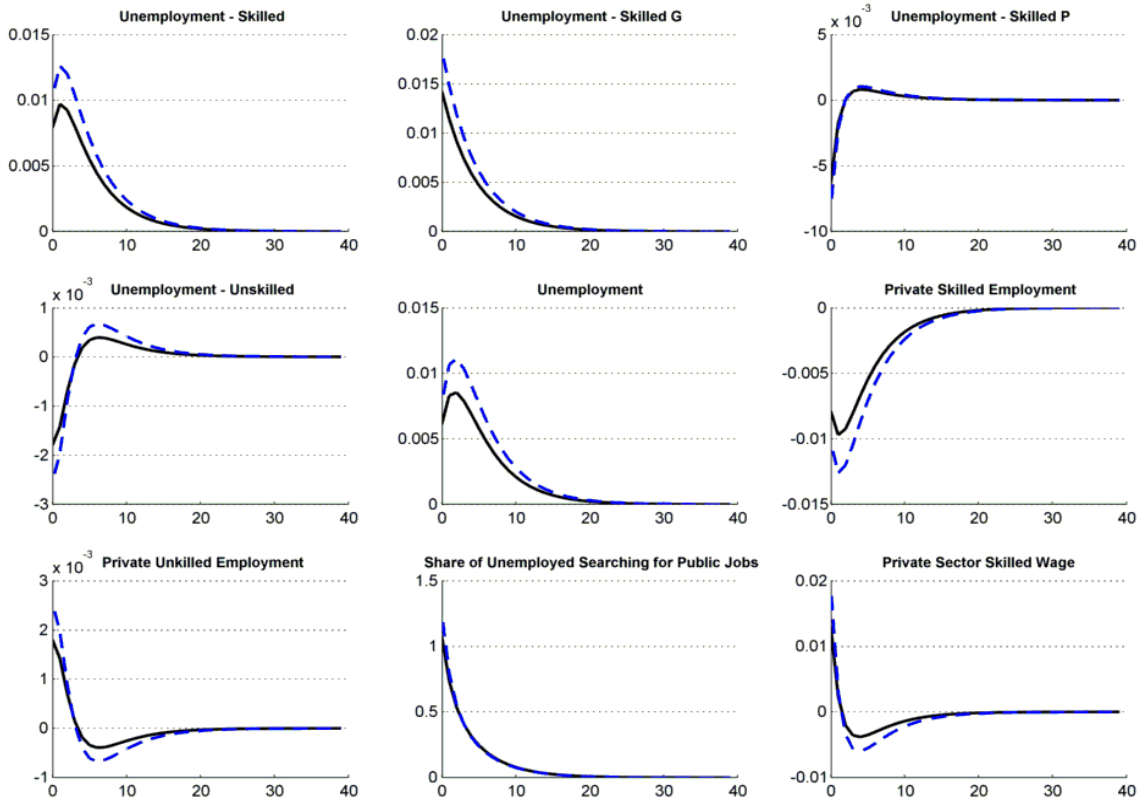 Unemployment - Skilled
0.015
0.01
0.005
0
0 10 20 30 40
Unemployment - Skilled G
0.02
0.015
0.01
0.005
0
0 10 20 30 40
Unemployment - Skilled P
x 10⁻³
5
0
-5
-10
0 10 20 30 40
Unemployment - Unskilled
x 10⁻³
1
0
-1
-2
-3
0 10 20 30 40
Unemployment
0.015
0.01
0.005
0
0 10 20 30 40
Private Skilled Employment
0
-0.005
-0.01
-0.015
0 10 20 30 40
Private Unkilled Employment
x 10⁻³
3
2
1
0
-1
0 10 20 30 40
Share of Unemployed Searching for Public Jobs
1.5
1
0.5
0
0 10 20 30 40
Private Sector Skilled Wage
0.02
0.01
0
-0.01
0 10 20 30 40